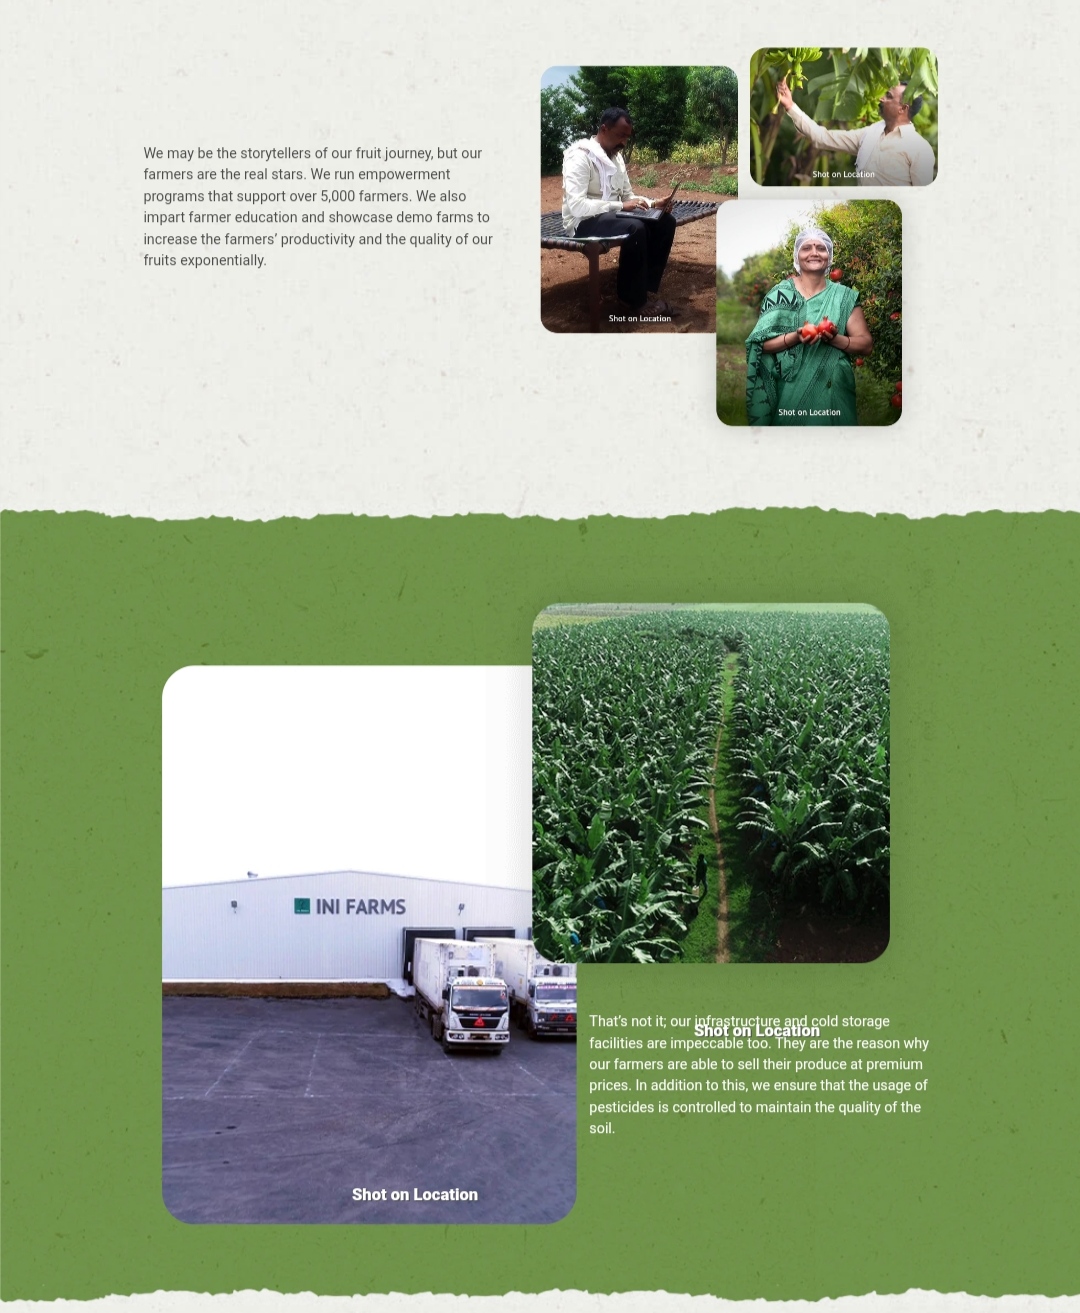 We may be the storytellers of our fruit journey, but our
farmers are the real stars. We run empowerment
programs that support over 5,000 farmers. We also
impart farmer education and showcase demo farms to
increase the farmers’ productivity and the quality of our
fruits exponentially.
Shot on Location
Shot on Location
Shot on Location
INI FARMS
Shot on Location
That’s not it; our infrastructure and cold storage
Shot on Location
facilities are impeccable too. They are the reason why
our farmers are able to sell their produce at premium
prices. In addition to this, we ensure that the usage of
pesticides is controlled to maintain the quality of the
soil.